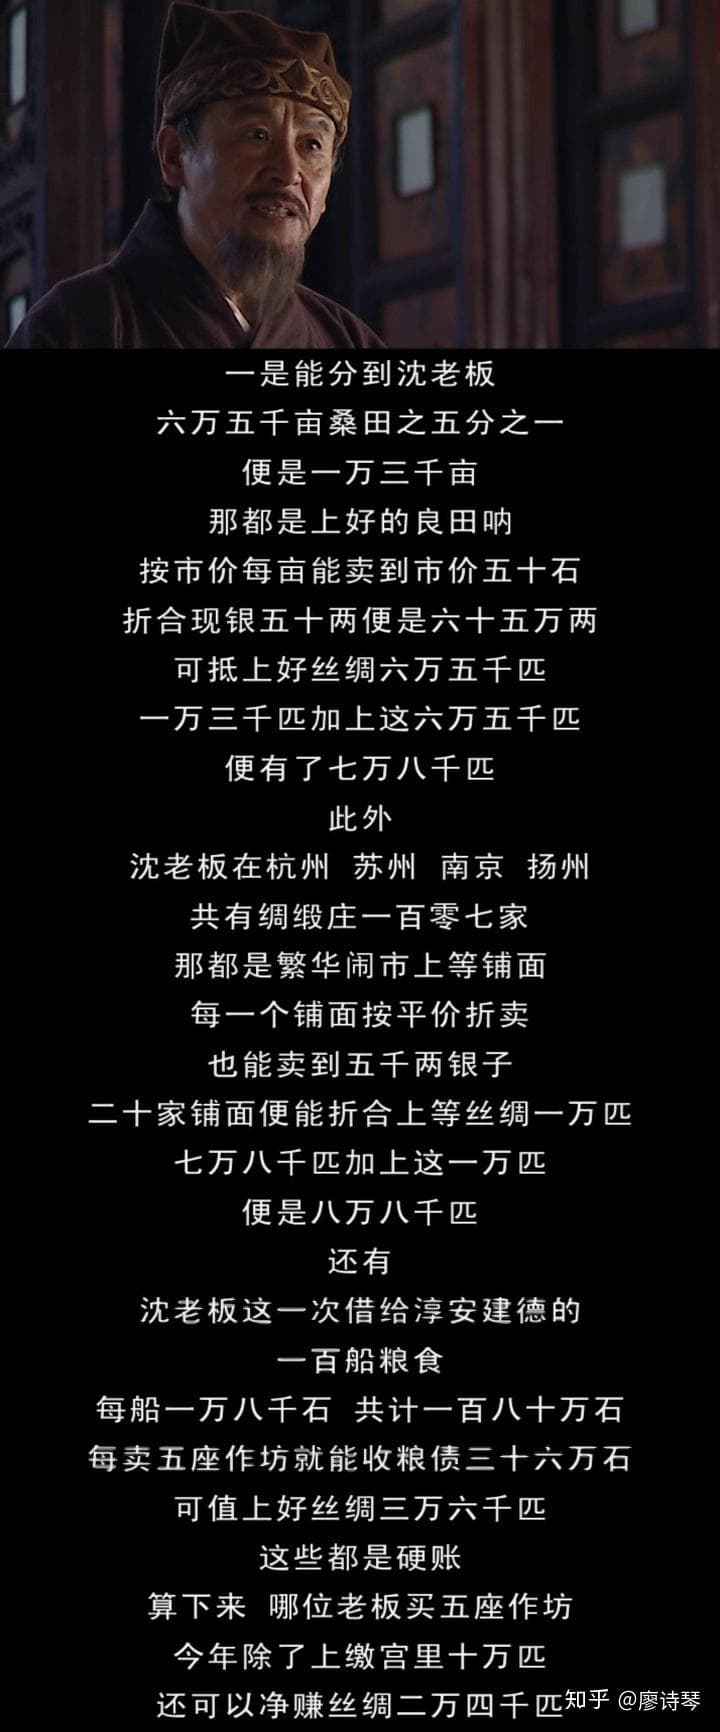 一是能分到沈老板
六万五千亩桑田之五分之一
便是一万三千亩
那都是上好的良田呐
按市价每亩能卖到市价五十石
折合现银五十两便是六十五万两
可抵上好丝绸六万五千匹
一万三千匹加上这六万五千匹
便有了七万八千匹
此外
沈老板在杭州 苏州 南京 扬州
共有绸缎庄一百零七家
那都是繁华闹市上等铺面
每一个铺面按平价折卖
也能卖到五千两银子
二十家铺面便能折合上等丝绸一万匹
七万八千匹加上这一万匹
便是八万八千匹
还有
沈老板这一次借给淳安建德的
一百船粮食
每船一万八千石 共计一百八十万石
每卖五座作坊就能收粮债三十六万石
可值上好丝绸三万六千匹
这些都是硬账
算下来 哪位老板买五座作坊
今年除了上缴宫里十万匹
还可以净赚丝绸二万四千匹
知乎 @廖诗琴